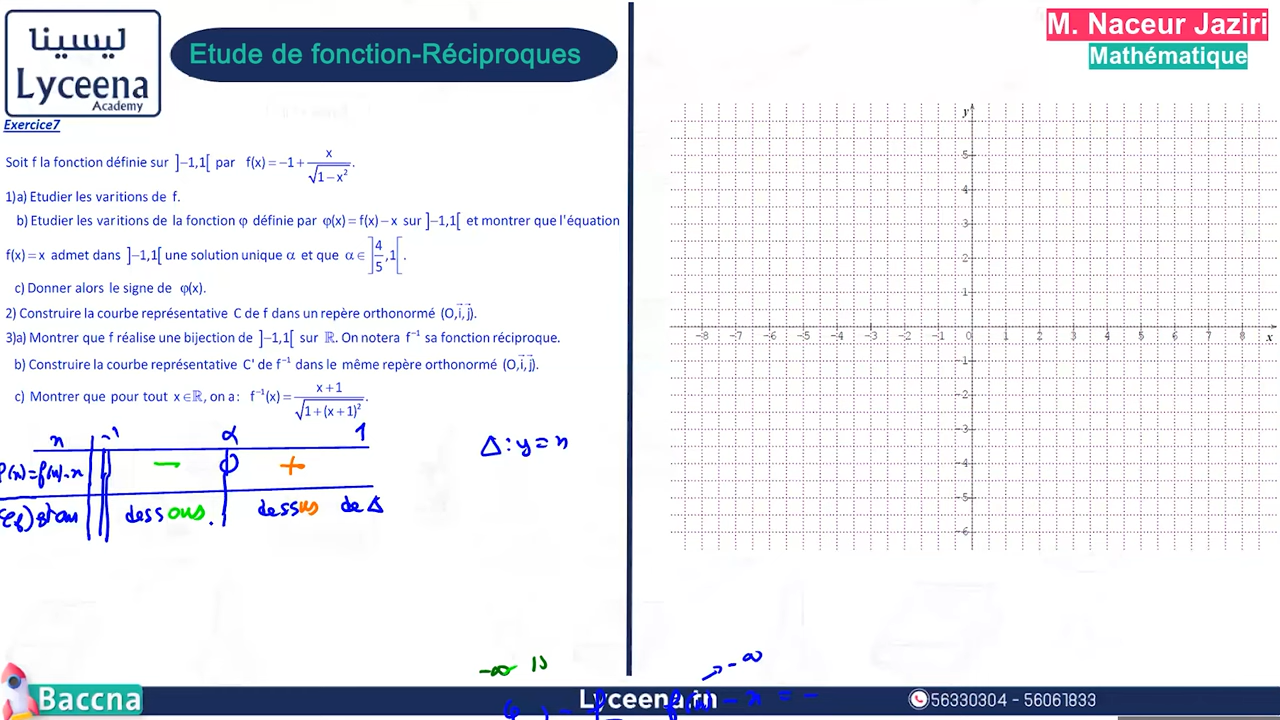 ليسينا
Lyceena
Academy
Etude de fonction-Réciproques
M. Naceur Jaziri
Mathématique
Exercice7
Soit f la fonction définie sur ]−1,1[ par f(x) = −1 + x / √(1 − x²).
1)a) Etudier les varitions de f.
b) Etudier les varitions de la fonction φ définie par φ(x) = f(x) − x sur ]−1,1[ et montrer que l'équation
f(x) = x admet dans ]−1,1[ une solution unique α et que α ∈ ]4/5, 1[.
c) Donner alors le signe de φ(x).
2) Construire la courbe représentative C de f dans un repère orthonormé (O,i⃗,j⃗).
3)a) Montrer que f réalise une bijection de ]−1,1[ sur ℝ. On notera f⁻¹ sa fonction réciproque.
b) Construire la courbe représentative C' de f⁻¹ dans le même repère orthonormé (O,i⃗,j⃗).
c) Montrer que pour tout x ∈ ℝ, on a : f⁻¹(x) = (x + 1) / √(1 + (x + 1)²).
x -1 α 1
φ(x) = f(x) - x − 0 +
dessous. dessus de Δ
Δ : y = x
y
5
4
3
2
1
−8 −7 −6 −5 −4 −3 −2 −1 0 1 2 3 4 5 6 7 8 x
−1
−2
−3
−4
−5
−6
-∞
→ -∞
f(x) - x = -
Baccna
Lyceena.tn
56330304 - 56061833